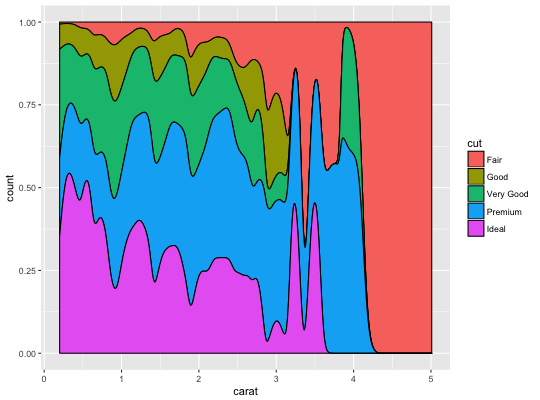 1.00
0.75
0.50
0.25
0.00
count
0
1
2
3
4
5
carat
cut
Fair
Good
Very Good
Premium
Ideal